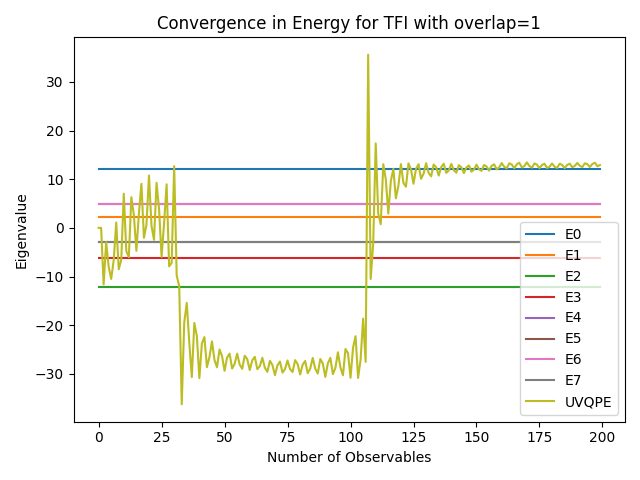 Convergence in Energy for TFI with overlap=1
Eigenvalue
30
20
10
0
−10
−20
−30
0
25
50
75
100
125
150
175
200
Number of Observables
E0
E1
E2
E3
E4
E5
E6
E7
UVQPE